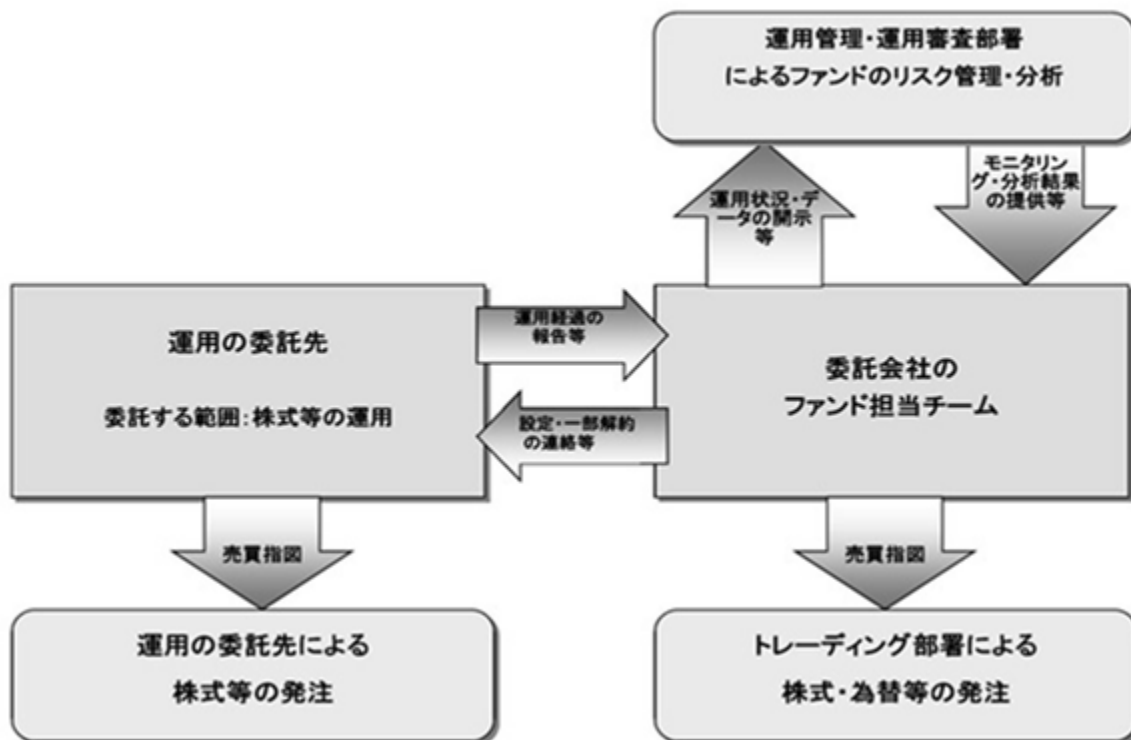 運用管理・運用審査部署
によるファンドのリスク管理・分析
運用状況・デ
ータの開示
等
モニタリン
グ・分析結果
の提供等
運用の委託先
委託する範囲：株式等の運用
運用経過の
報告等
設定・一部解約
の連絡等
委託会社の
ファンド担当チーム
売買指図
売買指図
運用の委託先による
株式等の発注
トレーディング部署による
株式・為替等の発注